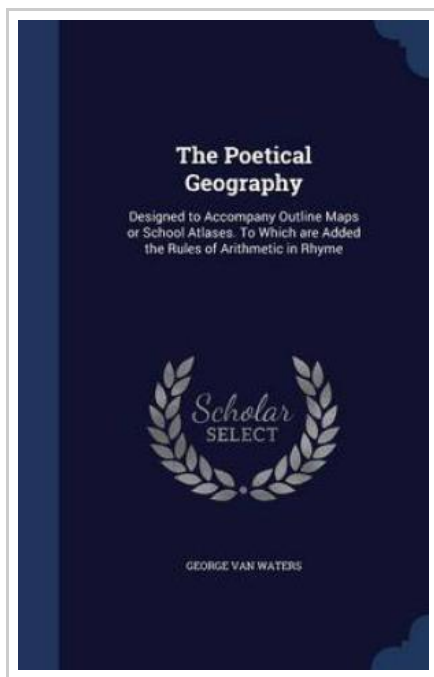 The Poetical
Geography
Designed to Accompany Outline Maps
or School Atlases. To Which are Added
the Rules of Arithmetic in Rhyme
Scholar
SELECT
GEORGE VAN WATERS